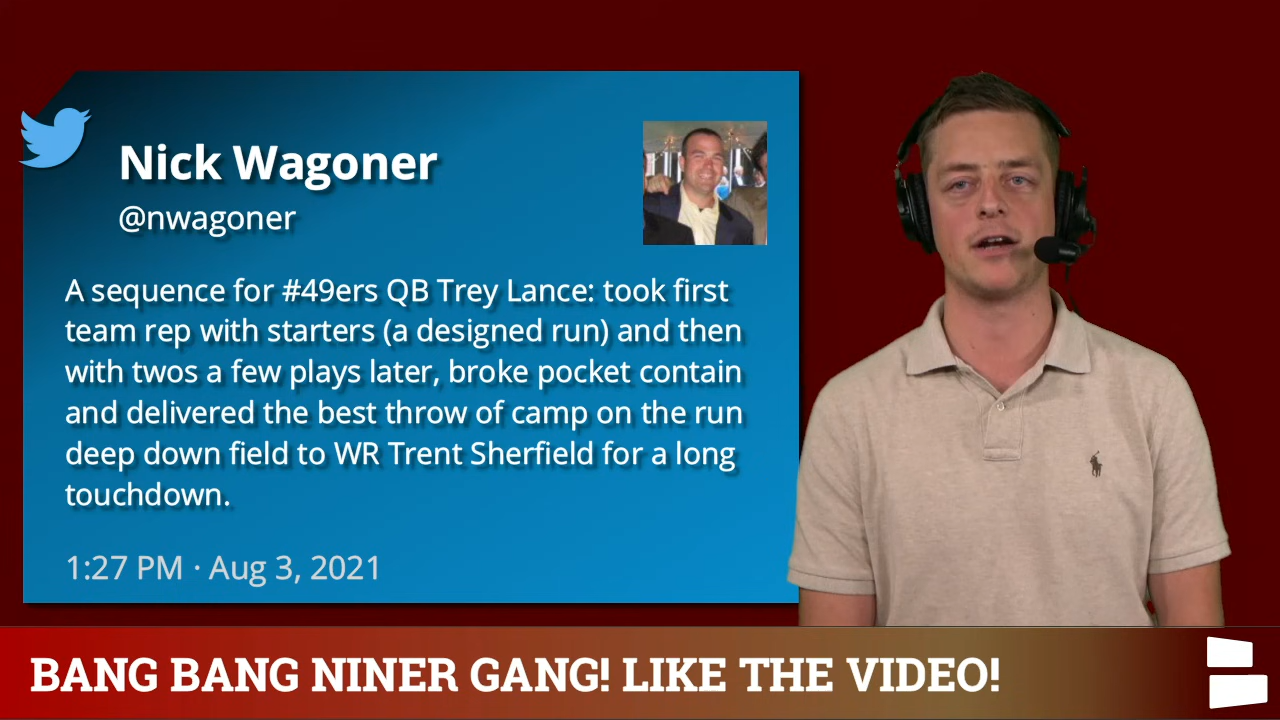 Nick Wagoner
@nwagoner
A sequence for #49ers QB Trey Lance: took first
team rep with starters (a designed run) and then
with twos a few plays later, broke pocket contain
and delivered the best throw of camp on the run
deep down field to WR Trent Sherfield for a long
touchdown.
1:27 PM · Aug 3, 2021
BANG BANG NINER GANG! LIKE THE VIDEO!